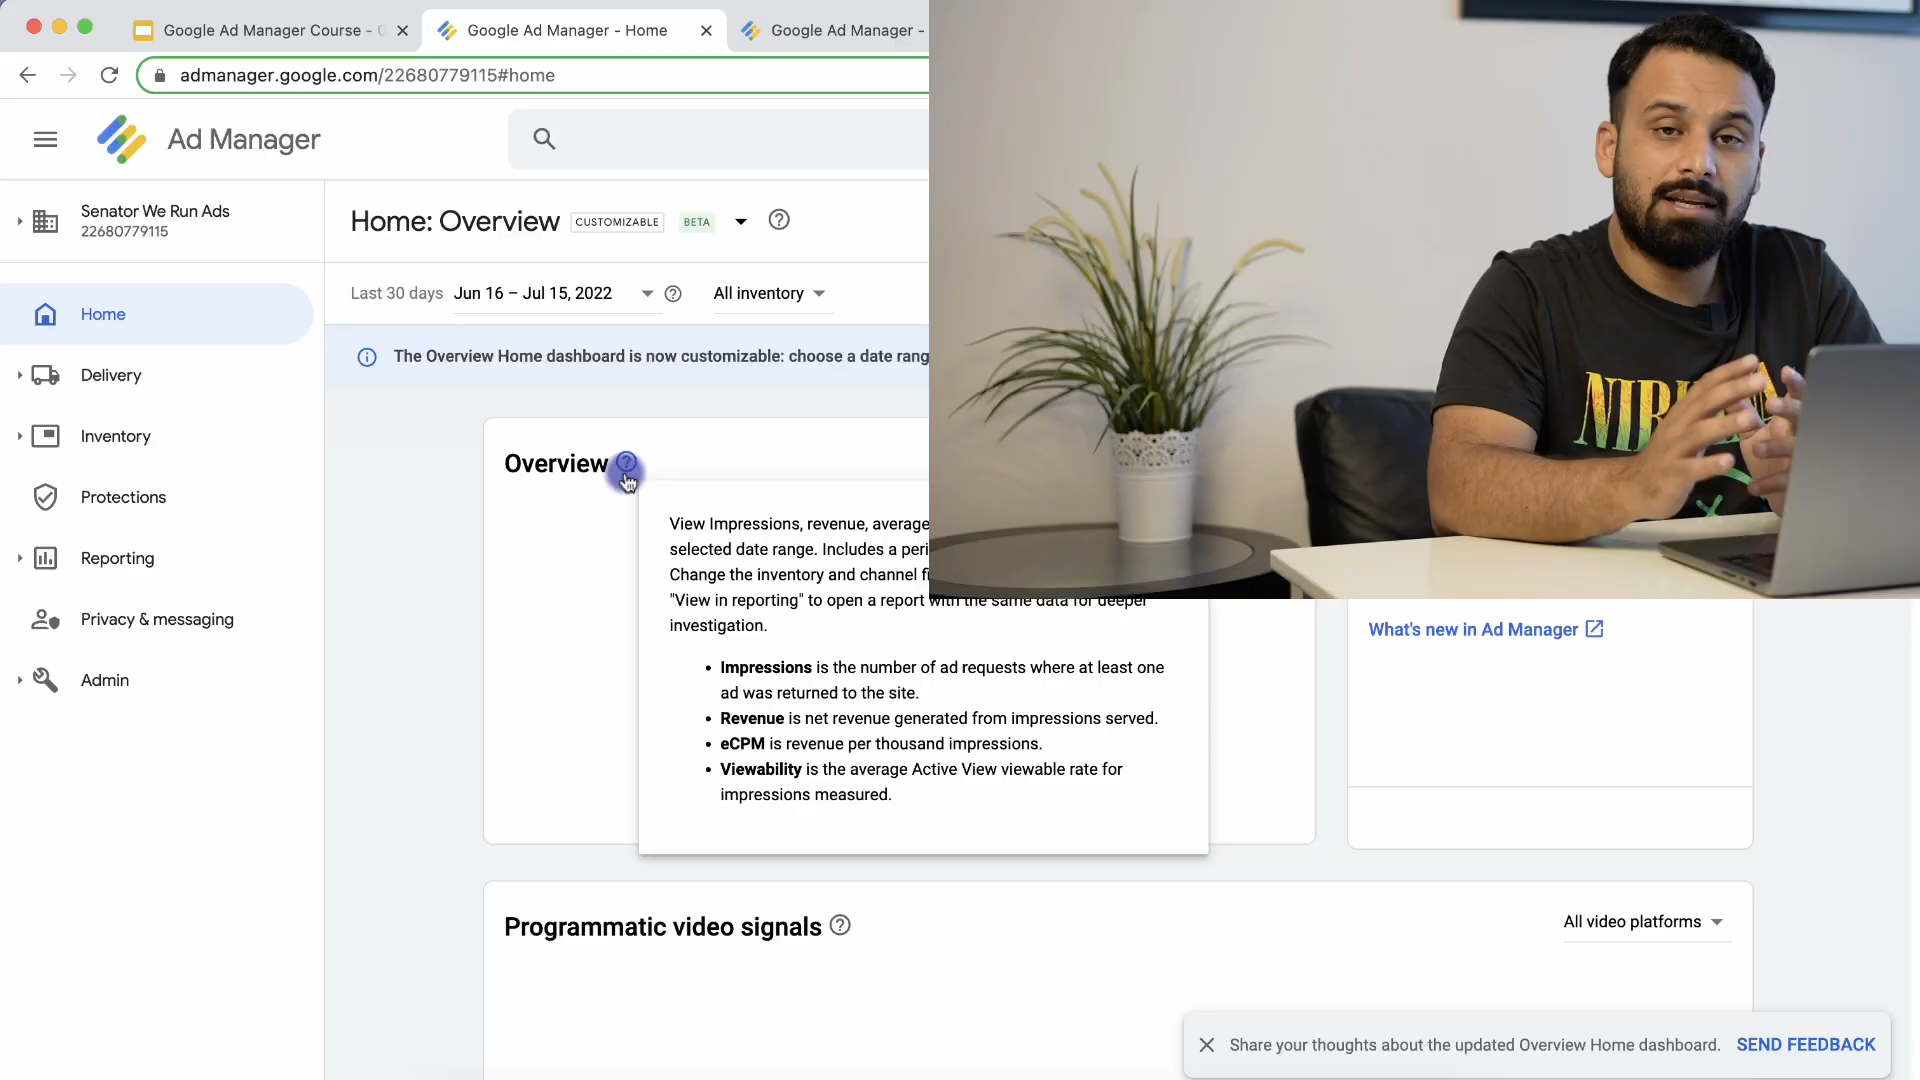 Google Ad Manager Course -
Google Ad Manager - Home
Google Ad Manager -
admanager.google.com/22680779115#home
Ad Manager
Senator We Run Ads
22680779115
Home: Overview
CUSTOMIZABLE
BETA
Last 30 days
Jun 16 – Jul 15, 2022
All inventory
Home
Delivery
Inventory
Protections
Reporting
Privacy & messaging
Admin
The Overview Home dashboard is now customizable: choose a date rang
Overview
View Impressions, revenue, average
selected date range. Includes a peri
Change the inventory and channel fi
"View in reporting" to open a report with the same data for deeper
investigation.
• Impressions is the number of ad requests where at least one
ad was returned to the site.
• Revenue is net revenue generated from impressions served.
• eCPM is revenue per thousand impressions.
• Viewability is the average Active View viewable rate for
impressions measured.
What's new in Ad Manager
Programmatic video signals
All video platforms
Share your thoughts about the updated Overview Home dashboard.
SEND FEEDBACK